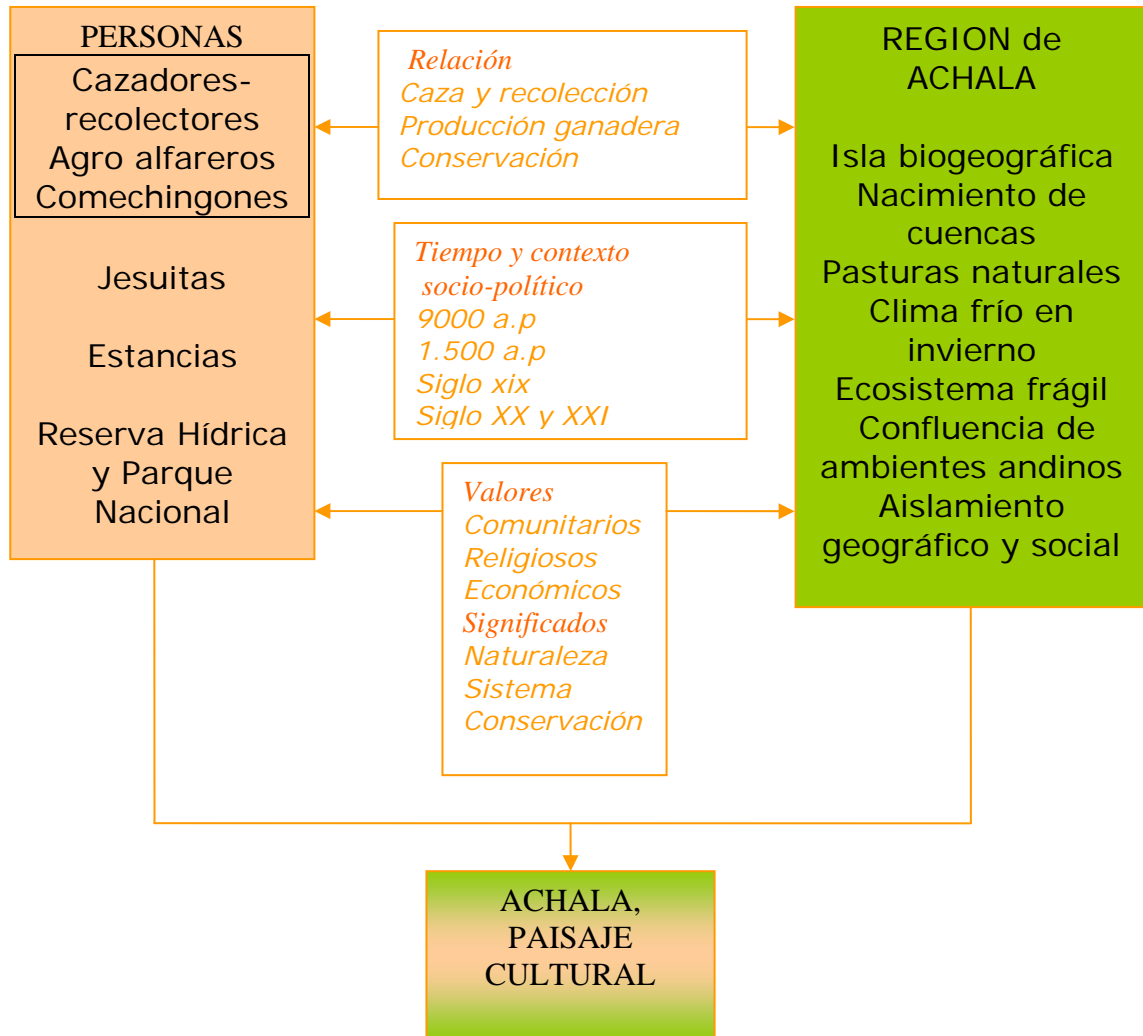 PERSONAS
Cazadores-
recolectores
Agro alfareros
Comechingones
Jesuitas
Estancias
Reserva Hídrica
y Parque
Nacional
Relación
Caza y recolección
Producción ganadera
Conservación
Tiempo y contexto
socio-político
9000 a.p
1.500 a.p
Siglo xix
Siglo XX y XXI
Valores
Comunitarios
Religiosos
Económicos
Significados
Naturaleza
Sistema
Conservación
REGION de
ACHALA
Isla biogeográfica
Nacimiento de
cuencas
Pasturas naturales
Clima frío en
invierno
Ecosistema frágil
Confluencia de
ambientes andinos
Aislamiento
geográfico y social
ACHALA,
PAISAJE
CULTURAL